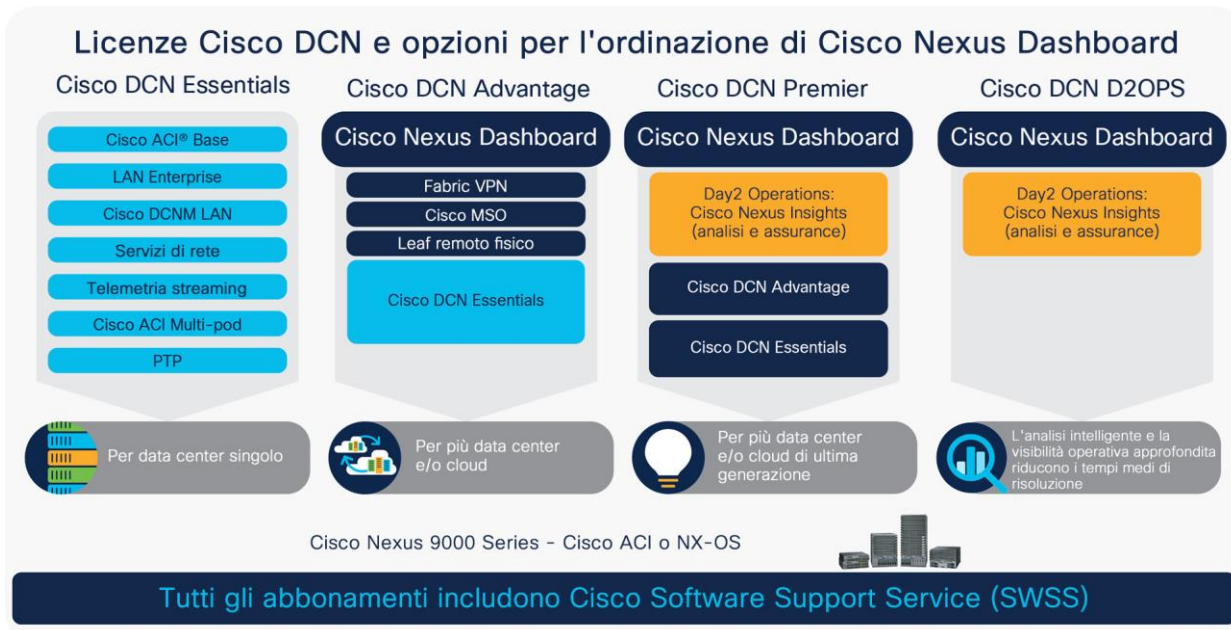 Licenze Cisco DCN e opzioni per l'ordinazione di Cisco Nexus Dashboard
Cisco DCN Essentials
Cisco ACI® Base
LAN Enterprise
Cisco DCNM LAN
Servizi di rete
Telemetria streaming
Cisco ACI Multi-pod
PTP
Per data center singolo
Cisco DCN Advantage
Cisco Nexus Dashboard
Fabric VPN
Cisco MSO
Leaf remoto fisico
Cisco DCN Essentials
Per più data center
e/o cloud
Cisco DCN Premier
Cisco Nexus Dashboard
Day2 Operations:
Cisco Nexus Insights
(analisi e assurance)
Cisco DCN Advantage
Cisco DCN Essentials
Per più data center
e/o cloud di ultima
generazione
Cisco DCN D2OPS
Cisco Nexus Dashboard
Day2 Operations:
Cisco Nexus Insights
(analisi e assurance)
L'analisi intelligente e la
visibilità operativa approfondita
riducono i tempi medi di
risoluzione
Cisco Nexus 9000 Series - Cisco ACI o NX-OS
Tutti gli abbonamenti includono Cisco Software Support Service (SWSS)